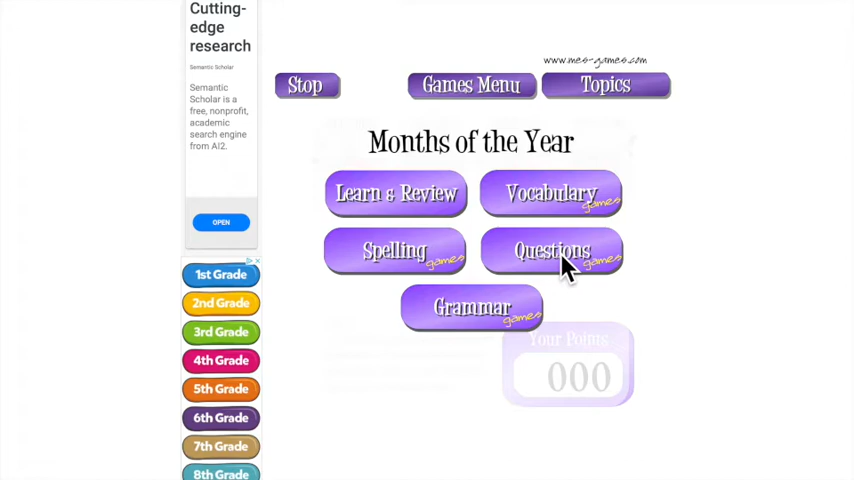 Cutting-
edge
research
Semantic Scholar
Semantic
Scholar is a
free, nonprofit,
academic
search engine
from AI2.
OPEN
1st Grade
2nd Grade
3rd Grade
4th Grade
5th Grade
6th Grade
7th Grade
8th Grade
www.mes-games.com
Stop
Games Menu
Topics
Months of the Year
Learn & Review
Vocabulary
games
Spelling
games
Questions
games
Grammar
games
Your Points
000